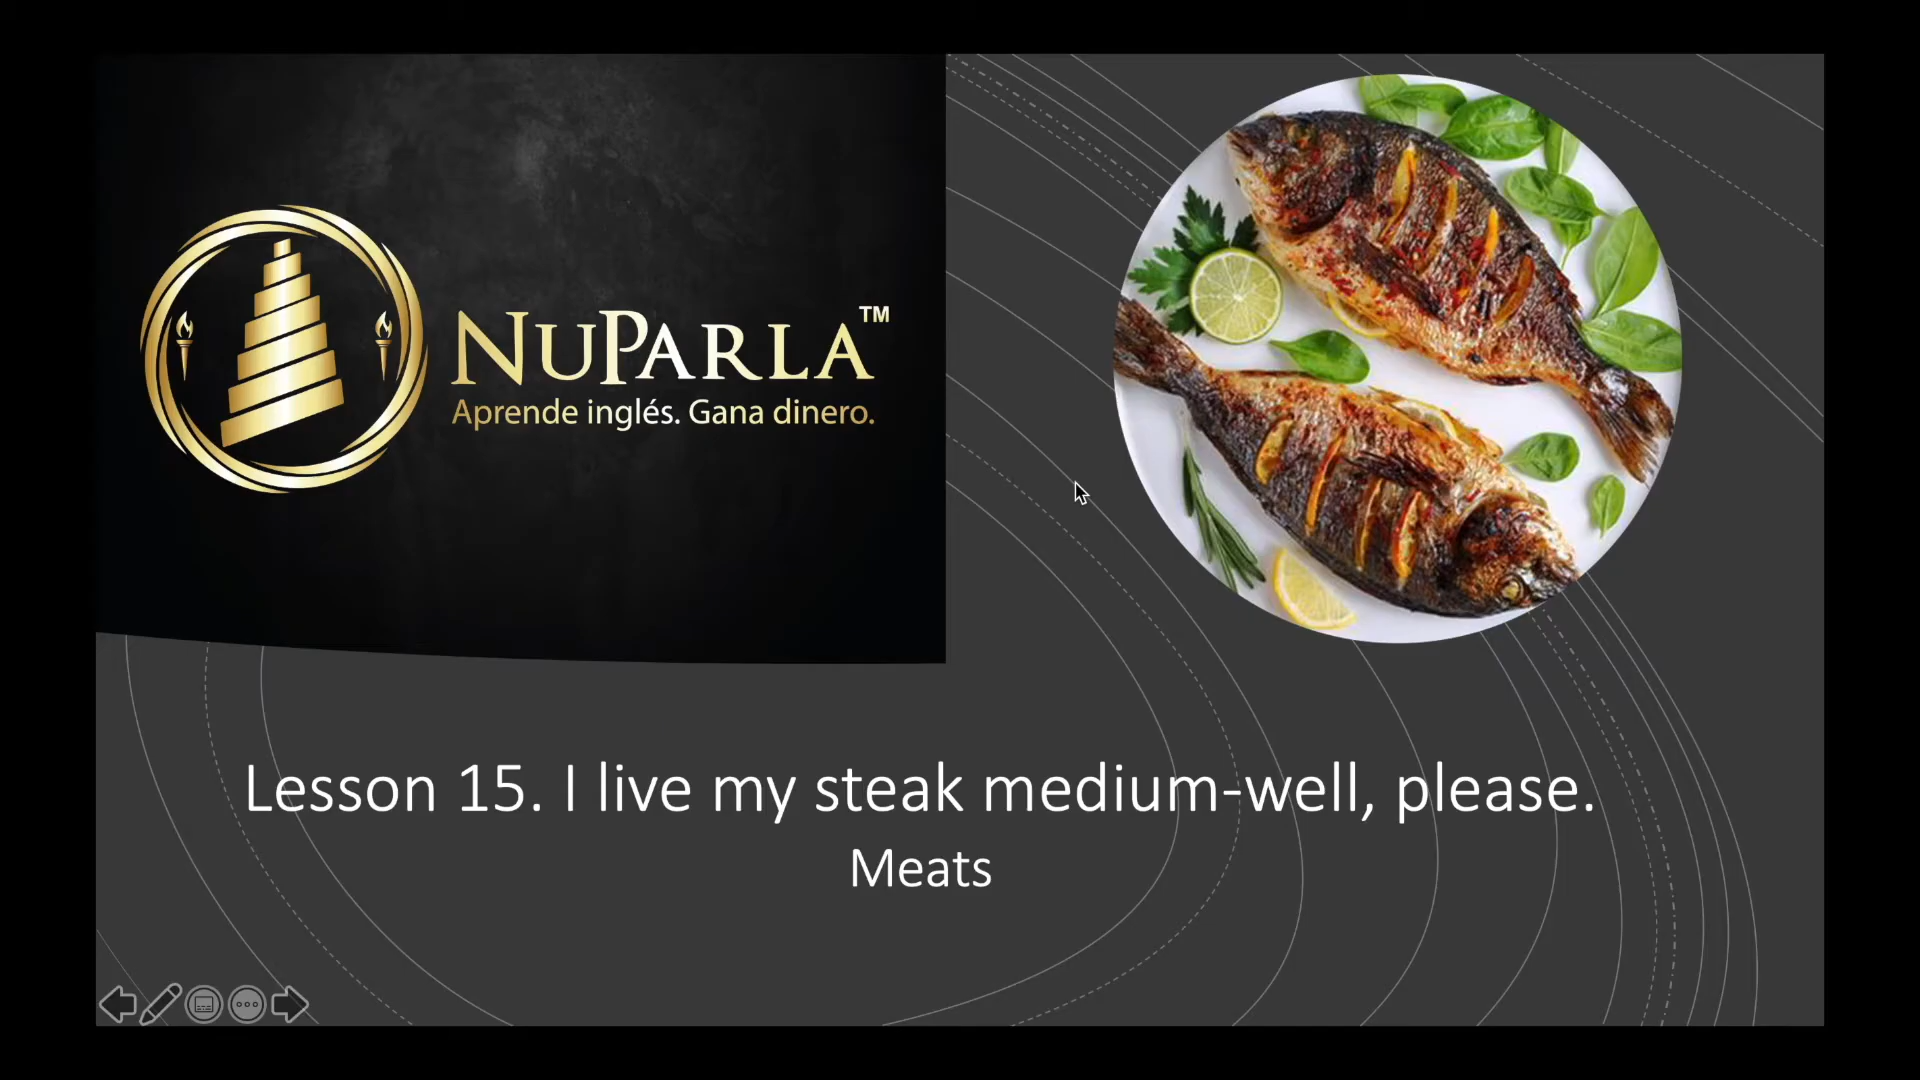 NUPARLA™
Aprende inglés. Gana dinero.
Lesson 15. I live my steak medium-well, please.
Meats